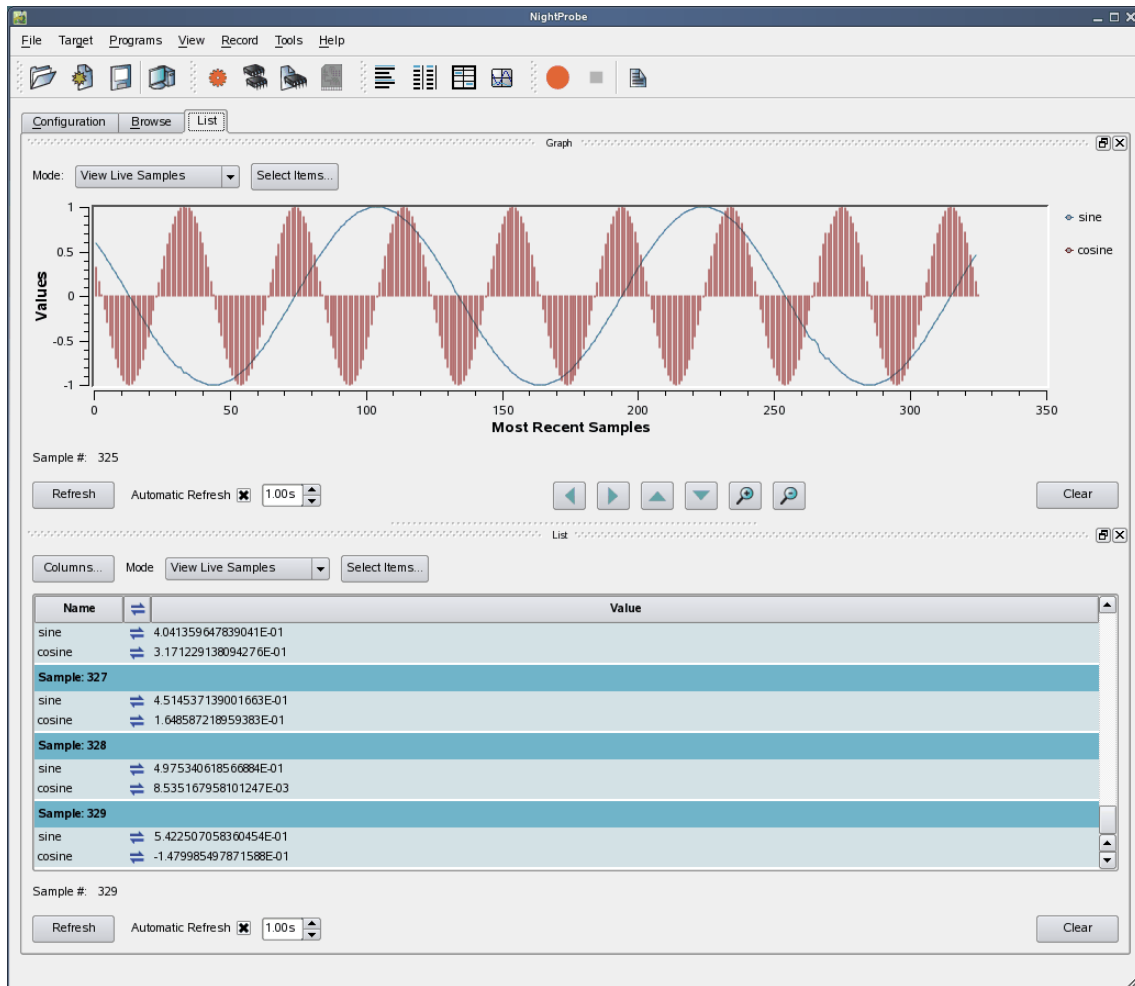 NightProbe
File Target Programs View Record Tools Help
Configuration Browse List
Graph
Mode: View Live Samples Select Items...
1
0.5
0
-0.5
-1
Values
sine
cosine
0 50 100 150 200 250 300 350
Most Recent Samples
Sample #: 325
Refresh Automatic Refresh 1.00s Clear
List
Columns... Mode View Live Samples Select Items...
Name Value
sine 4.041359647839041E-01
cosine 3.171229138094276E-01
Sample: 327
sine 4.514537139001663E-01
cosine 1.648587218959383E-01
Sample: 328
sine 4.975340618566884E-01
cosine 8.535167958101247E-03
Sample: 329
sine 5.422507058360454E-01
cosine -1.479985497871588E-01
Sample #: 329
Refresh Automatic Refresh 1.00s Clear